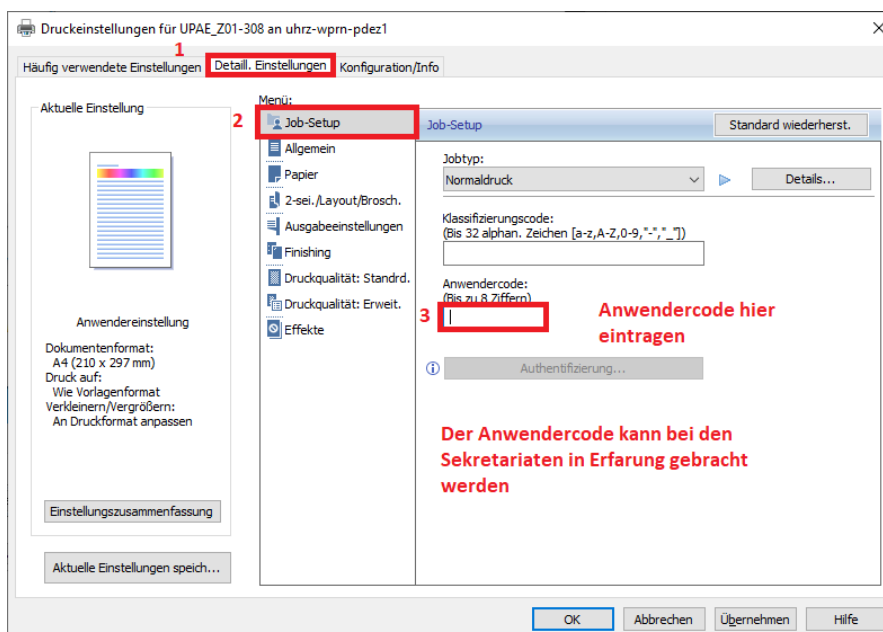 Druckeinstellungen für UPAE_Z01-308 an uhrz-wprn-pdez1
1
Häufig verwendete Einstellungen Detaill. Einstellungen Konfiguration/Info
Aktuelle Einstellung
Anwendereinstellung
Dokumentenformat:
A4 (210 x 297 mm)
Druck auf:
Wie Vorlagenformat
Verkleinern/Vergrößern:
An Druckformat anpassen
Einstellungszusammenfassung
Aktuelle Einstellungen speich...
Menü:
2 Job-Setup
Allgemein
Papier
2-sei./Layout/Brosch.
Ausgabeeinstellungen
Finishing
Druckqualität: Standrd.
Druckqualität: Erweit.
Effekte
Job-Setup Standard wiederherst.
Jobtyp:
Normaldruck Details...
Klassifizierungscode:
(Bis 32 alphan. Zeichen [a-z,A-Z,0-9,"-","_"])
Anwendercode:
(Bis zu 8 Ziffern)
3
Anwendercode hier
eintragen
Authentifizierung...
Der Anwendercode kann bei den
Sekretariaten in Erfarung gebracht
werden
OK Abbrechen Übernehmen Hilfe